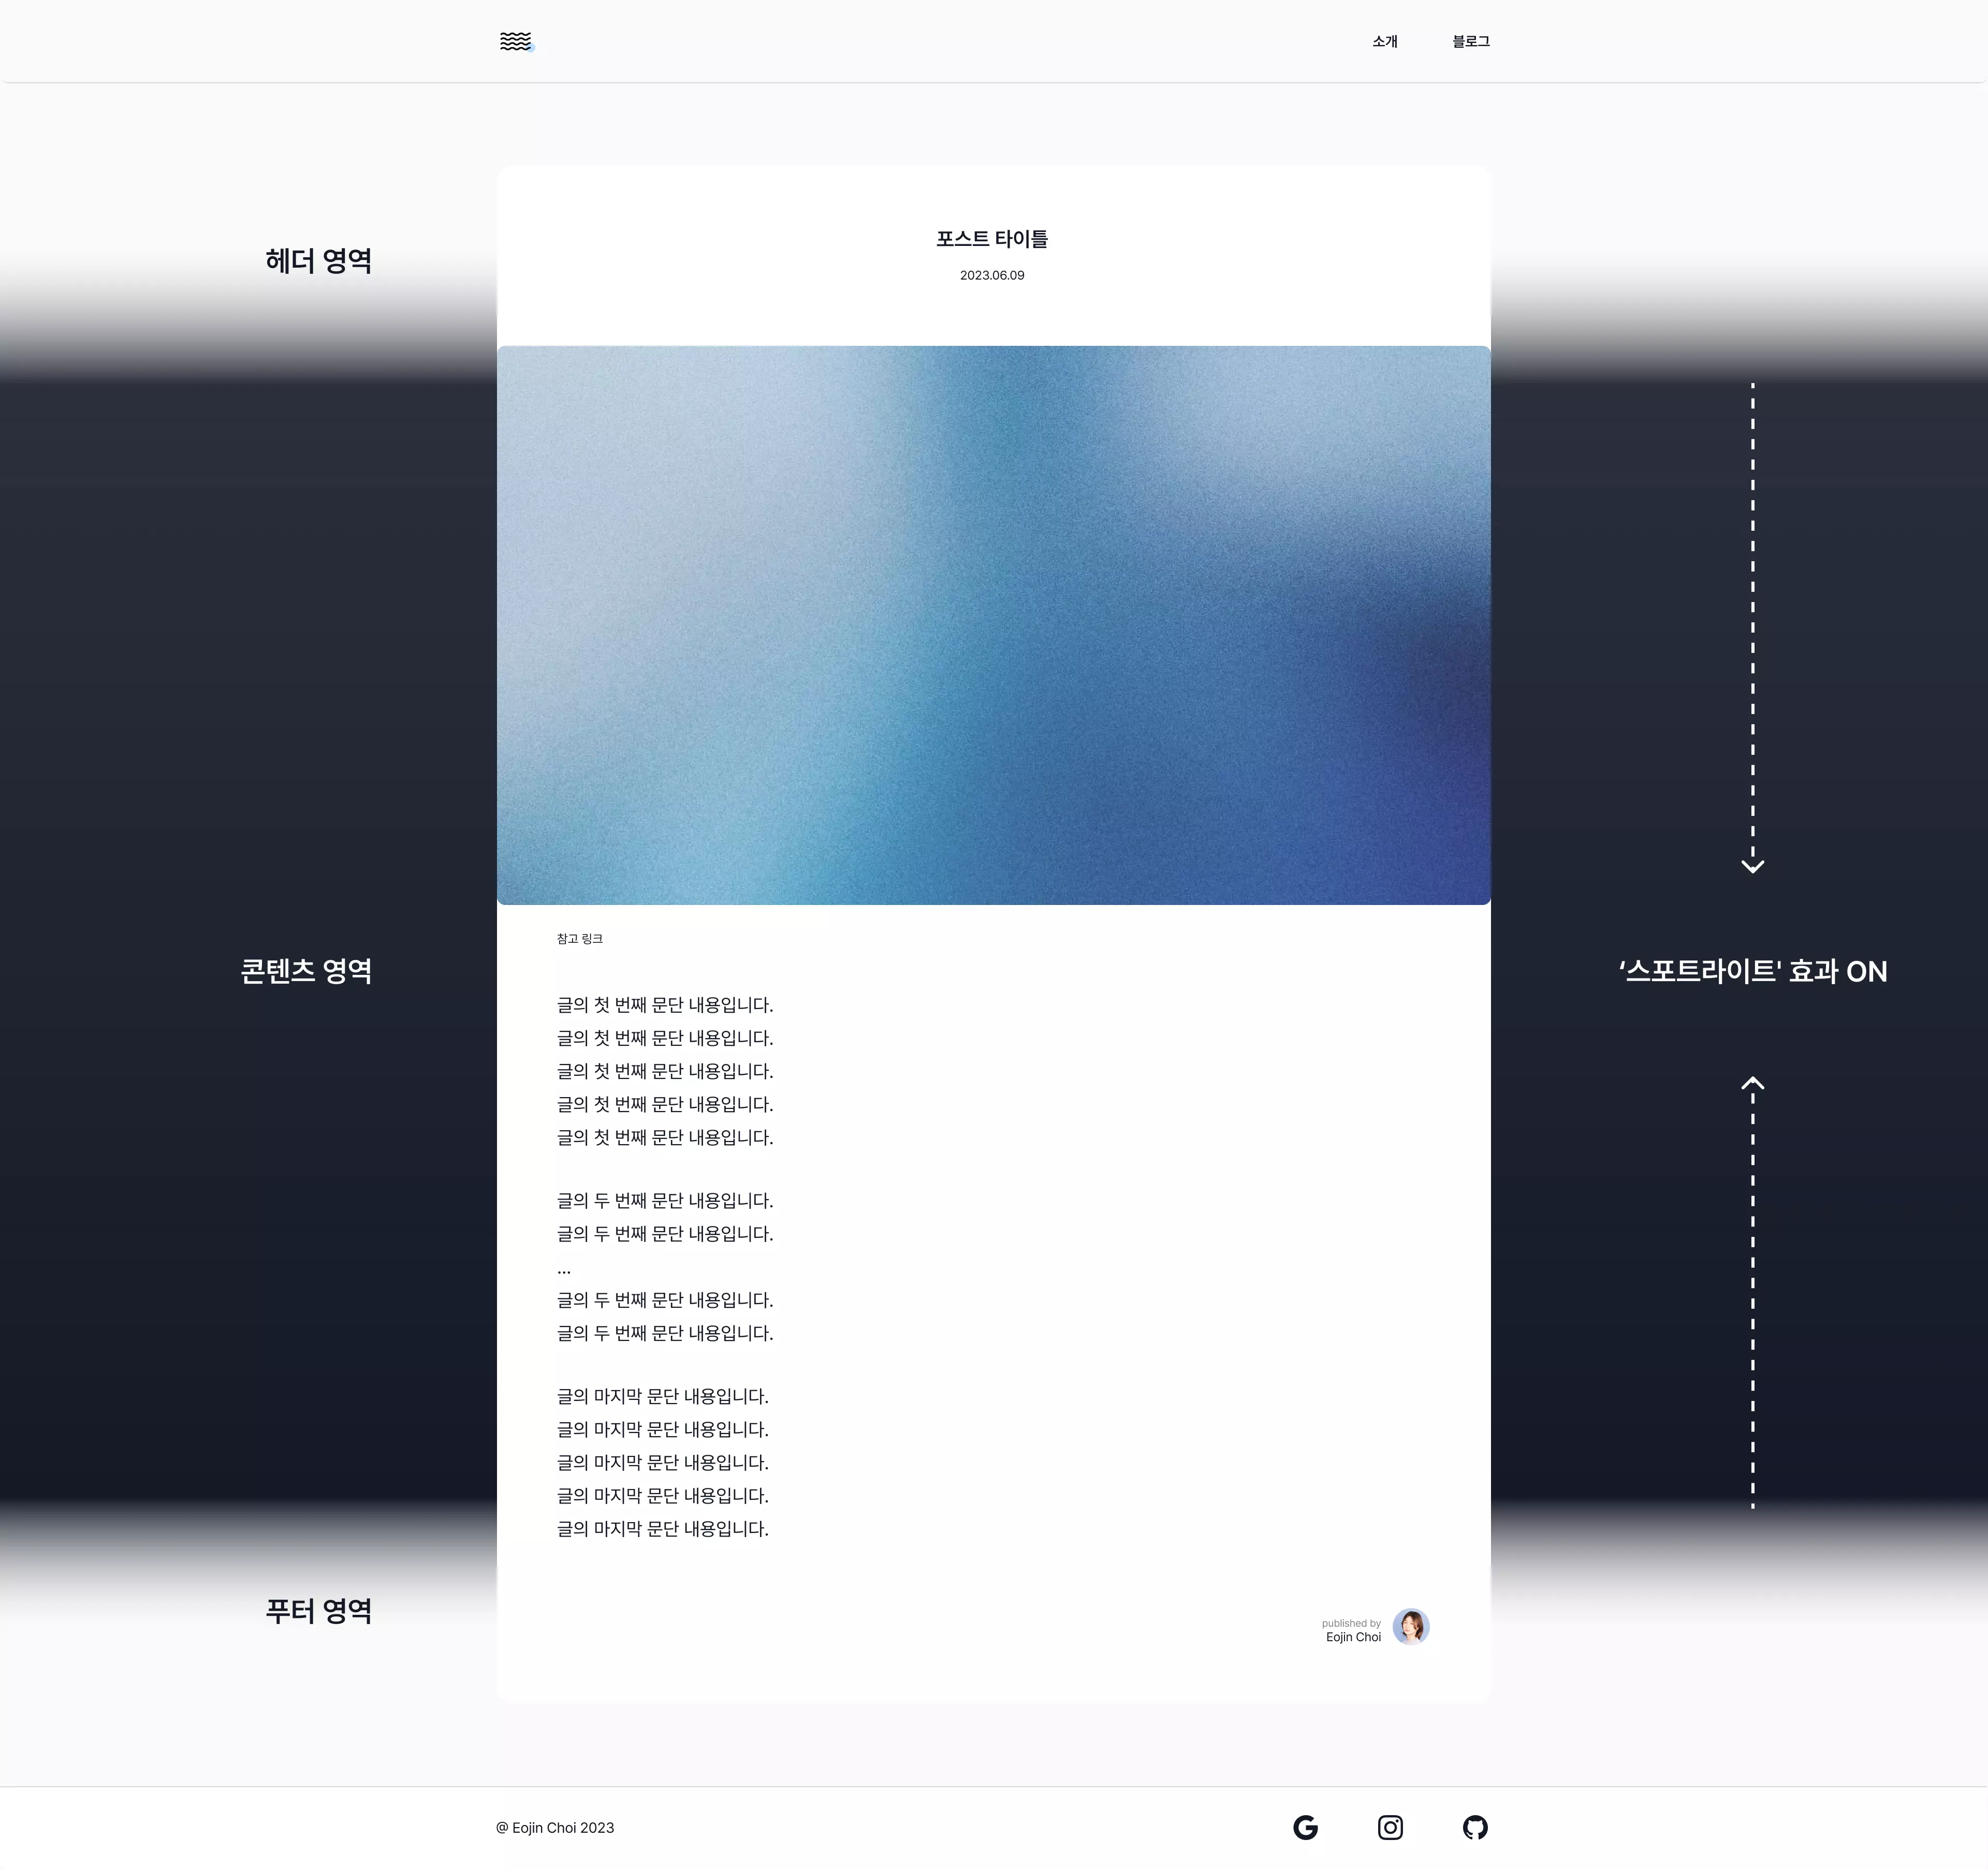 소개
블로그
헤더 영역
포스트 타이틀
2023.06.09
참고 링크
콘텐츠 영역
‘스포트라이트' 효과 ON
글의 첫 번째 문단 내용입니다.
글의 첫 번째 문단 내용입니다.
글의 첫 번째 문단 내용입니다.
글의 첫 번째 문단 내용입니다.
글의 첫 번째 문단 내용입니다.
글의 두 번째 문단 내용입니다.
글의 두 번째 문단 내용입니다.
...
글의 두 번째 문단 내용입니다.
글의 두 번째 문단 내용입니다.
글의 마지막 문단 내용입니다.
글의 마지막 문단 내용입니다.
글의 마지막 문단 내용입니다.
글의 마지막 문단 내용입니다.
글의 마지막 문단 내용입니다.
푸터 영역
published by
Eojin Choi
@ Eojin Choi 2023